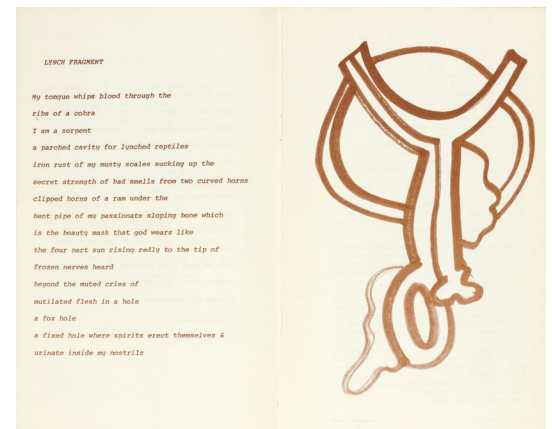 LYNCH FRAGMENT
My tongue whips blood through the
ribs of a cobra
I am a serpent
a parched cavity for lynched reptiles
iron rust of my musty scales sucking up the
secret strength of bad smells from two curved horns
clipped horns of a ram under the
bent pipe of my passionate sloping bone which
is the beauty mask that god wears like
the four part sun rising redly to the tip of
frozen nerves heard
beyond the muted cries of
mutilated flesh in a hole
a fox hole
a fixed hole where spirits erect themselves &
urinate inside my nostrils